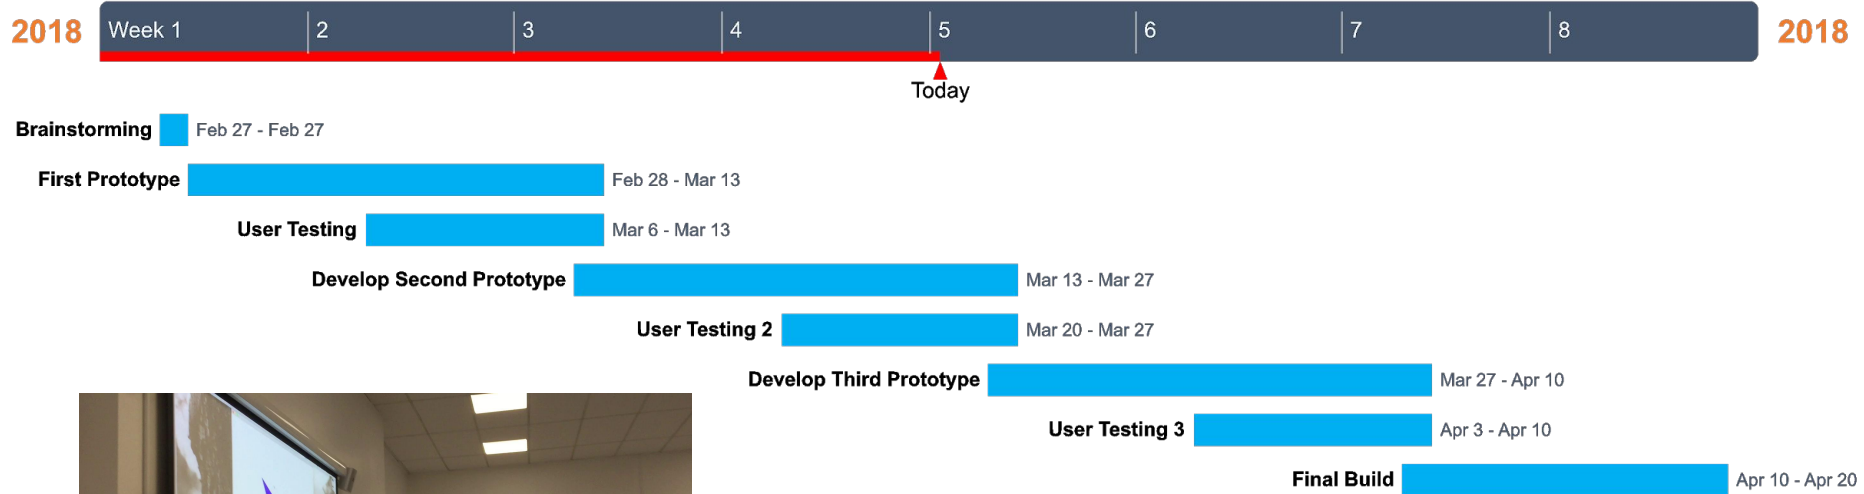 2018 Week 1 2 3 4 5 6 7 8 2018
Today
Brainstorming Feb 27 - Feb 27
First Prototype Feb 28 - Mar 13
User Testing Mar 6 - Mar 13
Develop Second Prototype Mar 13 - Mar 27
User Testing 2 Mar 20 - Mar 27
Develop Third Prototype Mar 27 - Apr 10
User Testing 3 Apr 3 - Apr 10
Final Build Apr 10 - Apr 20